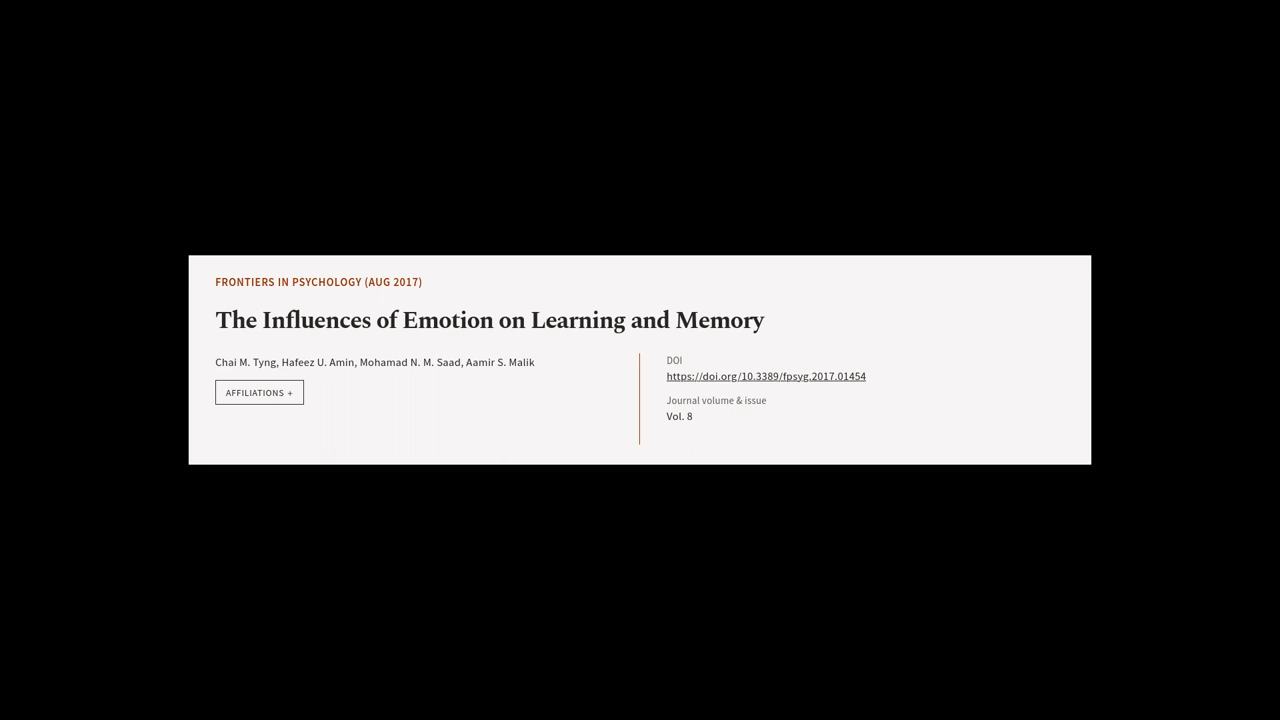 FRONTIERS IN PSYCHOLOGY (AUG 2017)
The Influences of Emotion on Learning and Memory
Chai M. Tyng, Hafeez U. Amin, Mohamad N. M. Saad, Aamir S. Malik
AFFILIATIONS +
DOI
https://doi.org/10.3389/fpsyg.2017.01454
Journal volume & issue
Vol. 8